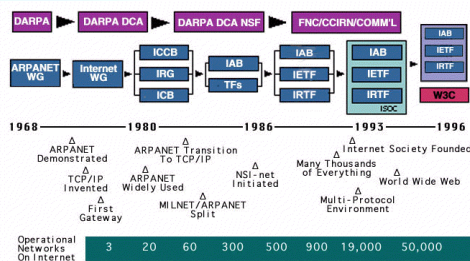 DARPA
DARPA DCA
DARPA DCA NSF
FNC/CCIRN/COMM'L
IAB
IETF
IRTF
ARPANET
WG
Internet
WG
ICCB
IRG
ICB
IAB
TFs
IAB
IETF
IRTF
IAB
IETF
IRTF
ISOC
W3C
1968
1980
1986
1993
1996
ARPANET
Demonstrated
TCP/IP
Invented
First
Gateway
ARPANET
Widely Used
ARPANET Transition
To TCP/IP
MILNET/ARPANET
Split
NSI-net
Initiated
Internet Society Founded
Many Thousands
of Everything
Multi-Protocol
Environment
World Wide Web
Operational
Networks
On Internet
3 20 60 300 500 900 19,000 50,000